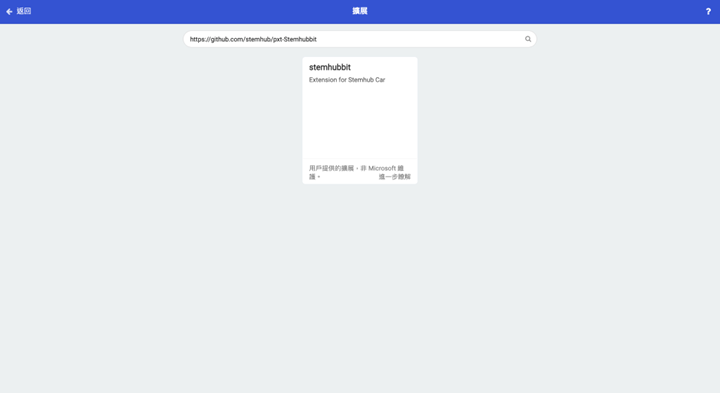 返回
擴展
?
https://github.com/stemhub/pxt-Stemhubbit
stemhubbit
Extension for Stemhub Car
用戶提供的擴展，非 Microsoft 維
護。
進一步瞭解